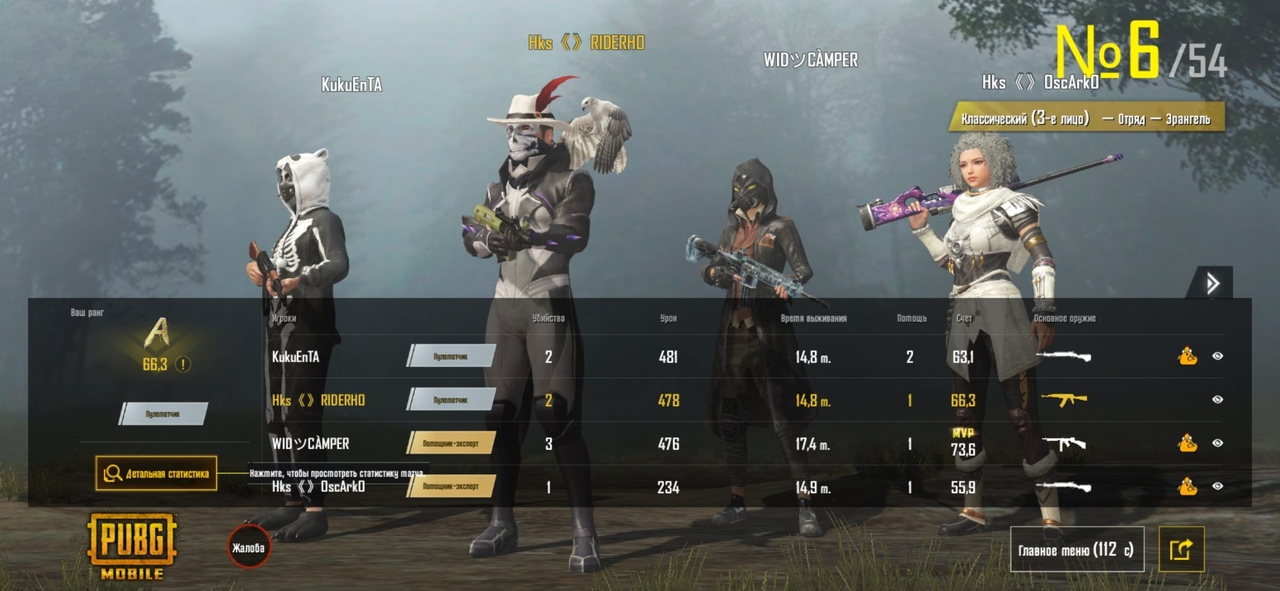 Hks 《》 RIDERHO
WIDツCÀMPER
KukuEnTA
Hks 《》 OscArkO
№6/54
Классический (3-е лицо) — Отряд — Эрангель
Ваш ранг
A
66,3 !
Пулеметчик
Детальная статистика
Нажмите, чтобы просмотреть статистику матча.
Игроки Убийства Урон Время выживания Помощь Счет Основное оружие
KukuEnTA Пулеметчик 2 481 14,8 m. 2 63,1
Hks 《》 RIDERHO Пулеметчик 2 478 14,8 m. 1 66,3
MVP
WIDツCÀMPER Помощник-эксперт 3 476 17,4 m. 1 73,6
Hks 《》 OscArkO Помощник-эксперт 1 234 14,9 m. 1 55,9
PUBG
MOBILE
Жалоба
Главное меню (112 с)